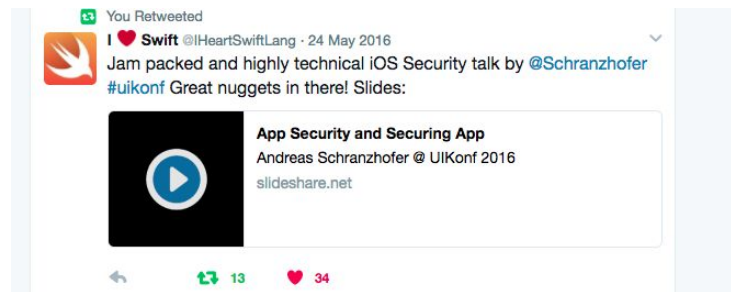 You Retweeted
I ❤ Swift @IHeartSwiftLang · 24 May 2016
Jam packed and highly technical iOS Security talk by @Schranzhofer
#uikonf Great nuggets in there! Slides:
App Security and Securing App
Andreas Schranzhofer @ UIKonf 2016
slideshare.net
13 34